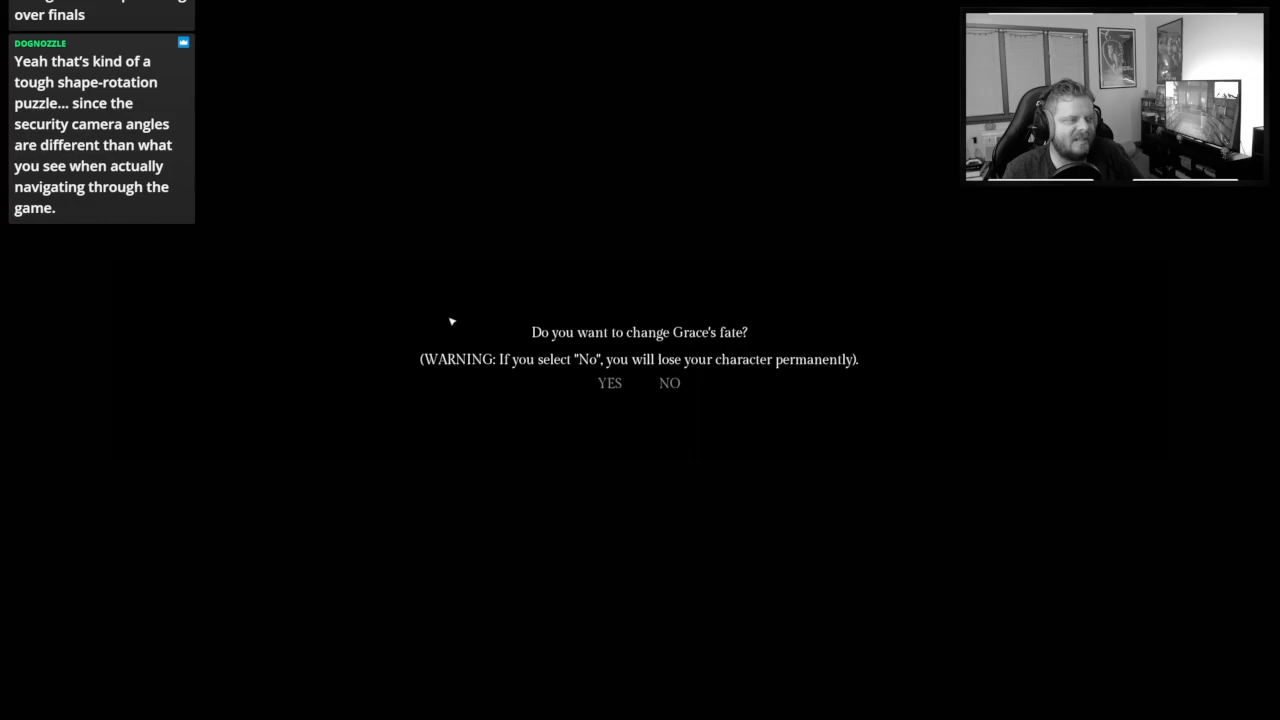 over finals
DOGNOZZLE
Yeah that's kind of a
tough shape-rotation
puzzle... since the
security camera angles
are different than what
you see when actually
navigating through the
game.
Do you want to change Grace's fate?
(WARNING: If you select "No", you will lose your character permanently).
YES NO